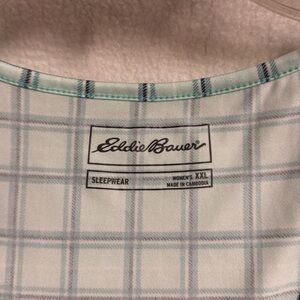 Eddie Bauer
SLEEPWEAR
WOMEN'S XXL
MADE IN CAMBODIA